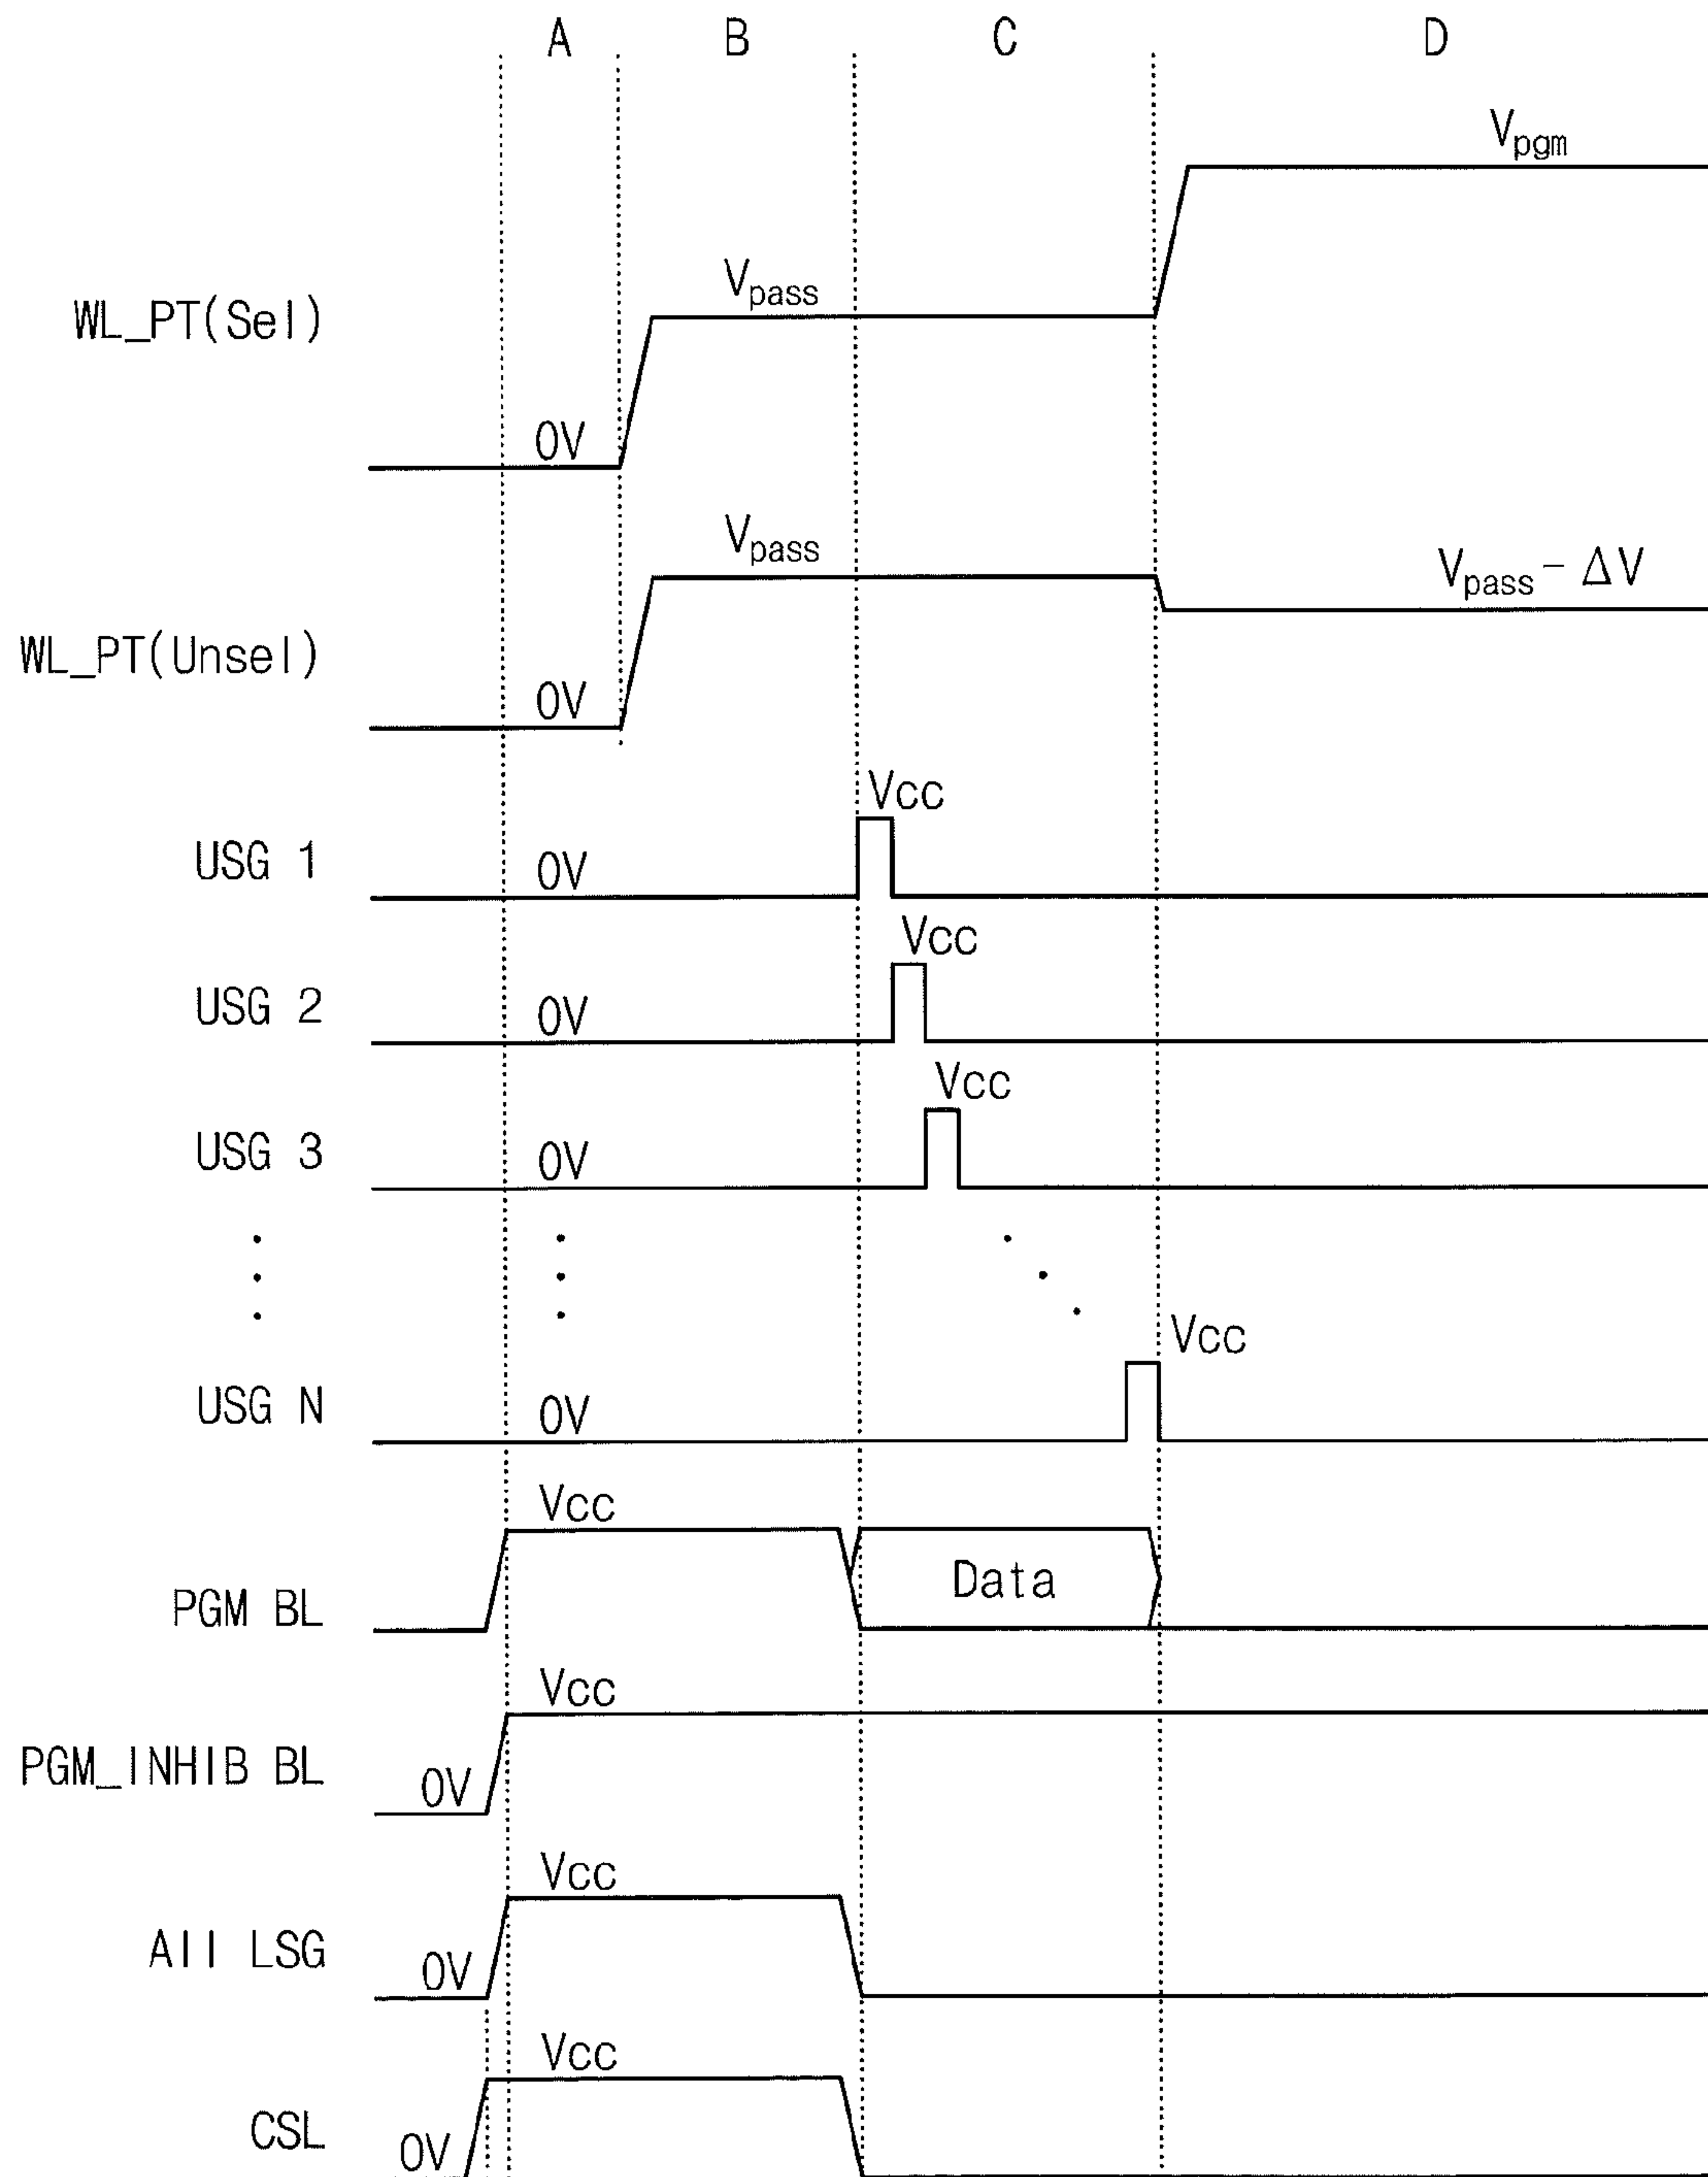 A B C D
Vpgm
Vpass
WL_PT(Sel)
0V
Vpass
Vpass - ΔV
WL_PT(Unsel)
0V
Vcc
USG 1
0V
Vcc
USG 2
0V
Vcc
USG 3
0V
Vcc
USG N
0V
Vcc
Data
PGM BL
Vcc
PGM_INHIB BL
0V
Vcc
All LSG
0V
Vcc
CSL
0V